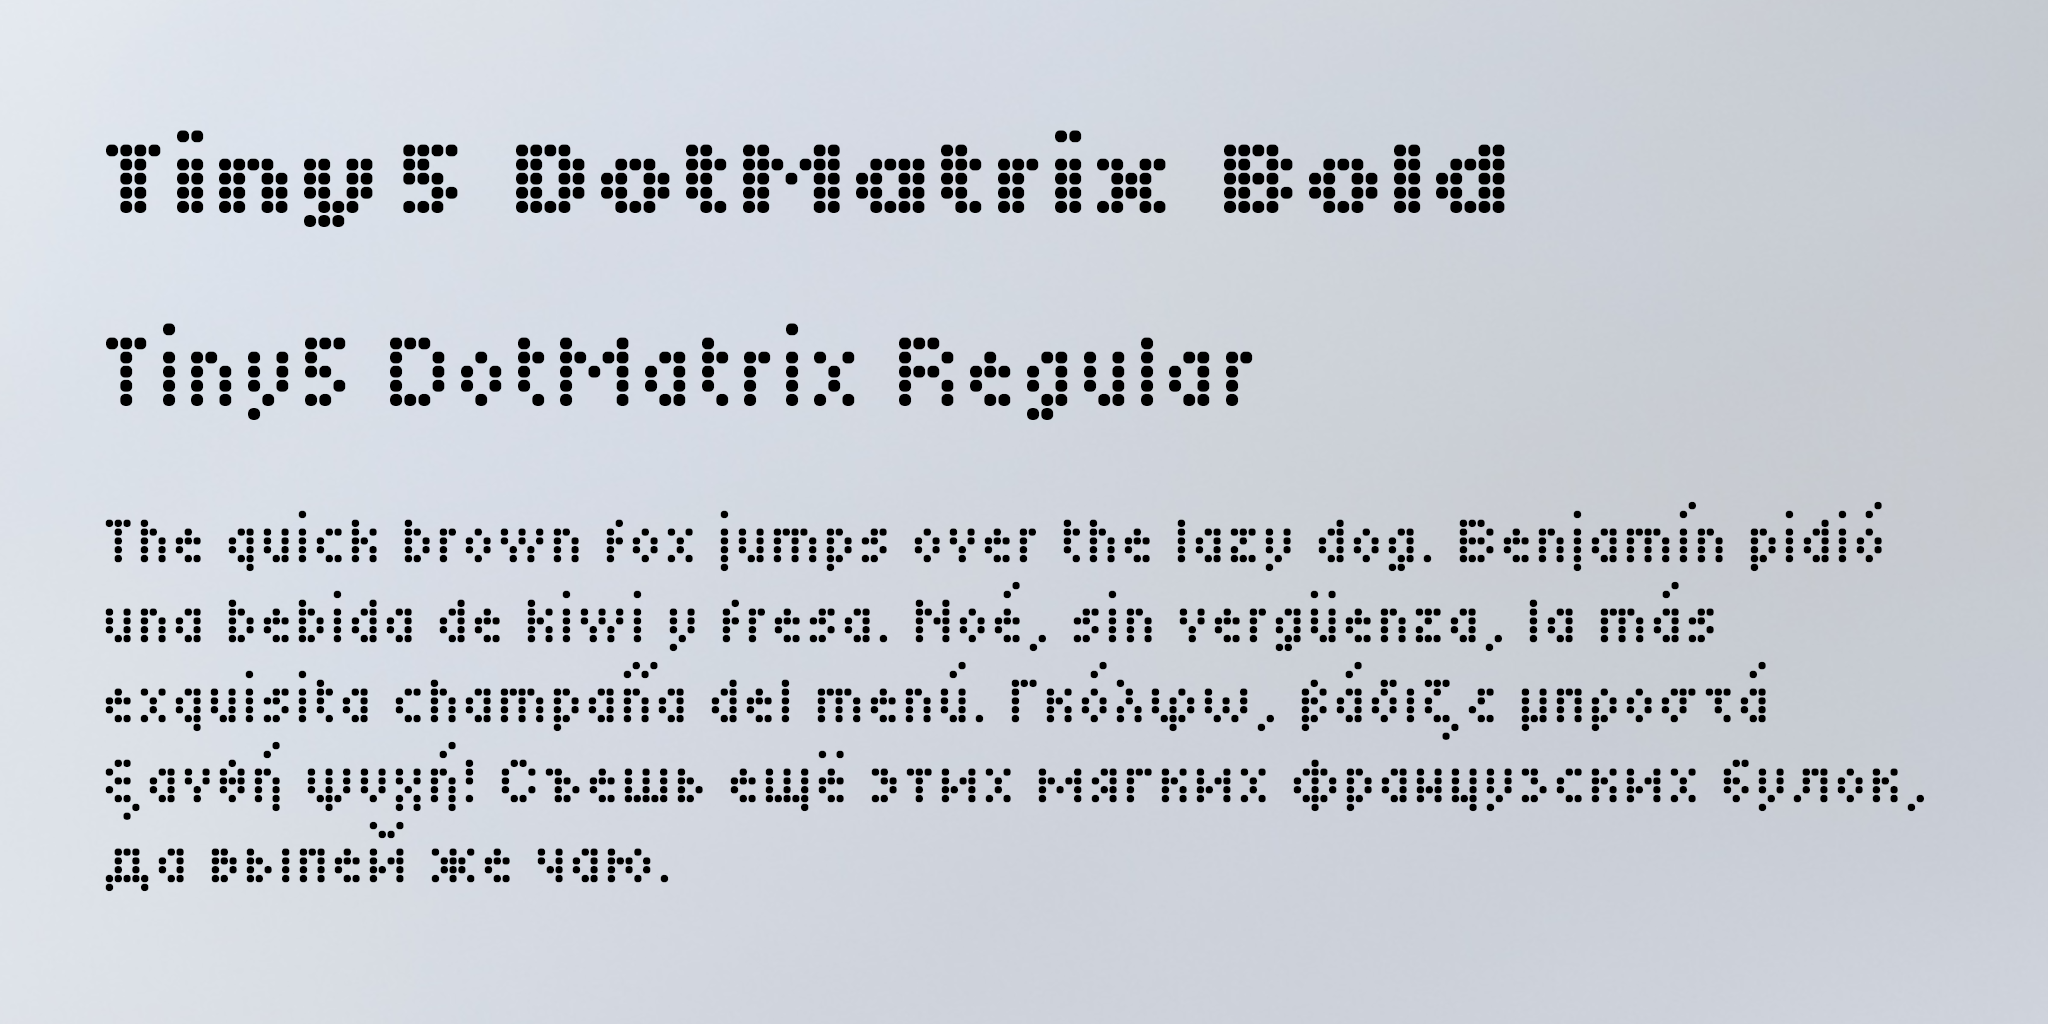 Tiny5 DotMatrix Bold
Tiny5 DotMatrix Regular
The quick brown fox jumps over the lazy dog. Benjamín pidió
una bebida de kiwi y fresa. Noé, sin vergüenza, la más
exquisita champaña del menú. Γκόλφω, βάδιζε μπροστά
ξανθή ψυχή! Съешь ещё этих мягких французских булок,
да выпей же чаю.